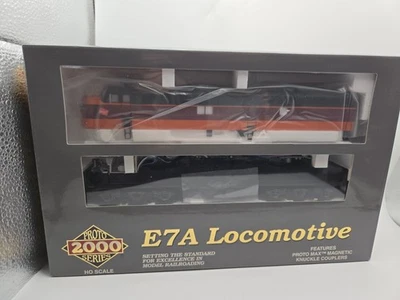 PROTO
2000
SERIES
HO SCALE
E7A Locomotive
SETTING THE STANDARD
FOR EXCELLENCE IN
MODEL RAILROADING
FEATURES
PROTO MAX™ MAGNETIC
KNUCKLE COUPLERS